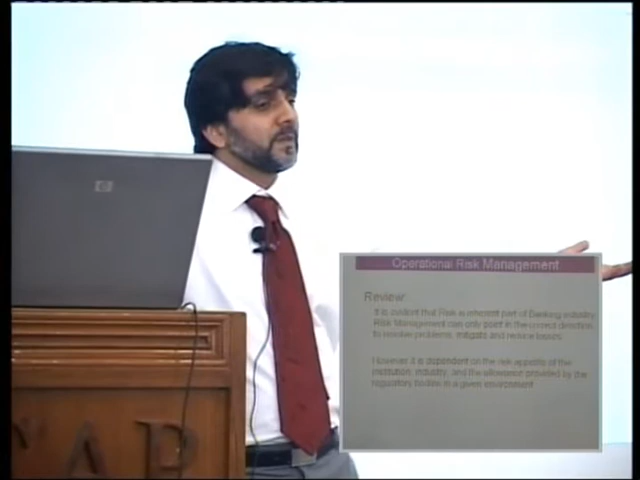 Operational Risk Management
Review:
It is evident that Risk is inherent part of Banking industry.
Risk Management can only point in the correct direction
to resolve problems, mitigate and reduce losses.
However it is dependent on the risk appetite of the
institution, industry, and the allowance provided by the
regulatory bodies in a given environment
hp
AP